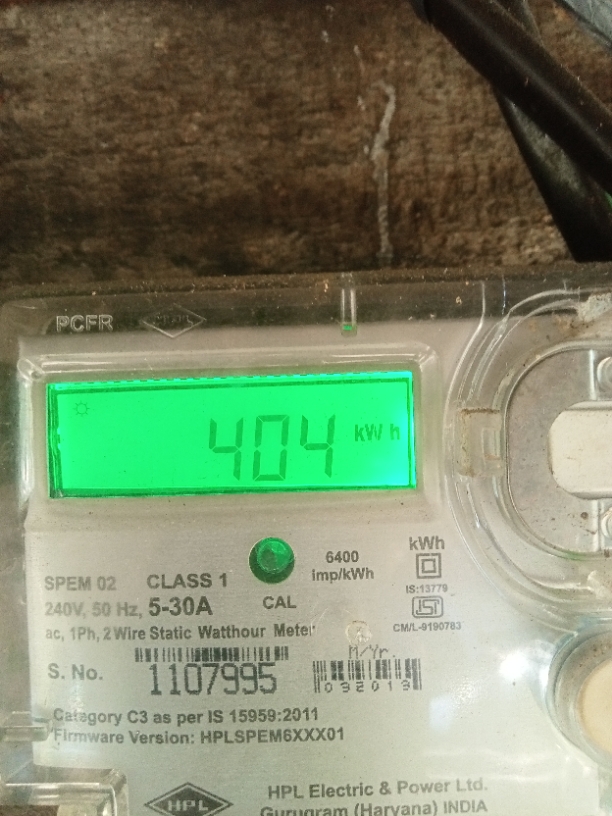 PCFR
404 kWh
6400
imp/kWh
kWh
SPEM 02 CLASS 1
IS:13779
240V, 50 Hz, 5-30A
CAL
CM/L-9190783
ac, 1Ph, 2 Wire Static Watthour Meter
M/Yr.
S. No. 1107995
Category C3 as per IS 15959:2011
Firmware Version: HPLSPEM6XXX01
HPL
HPL Electric & Power Ltd.
Gurugram (Haryana) INDIA